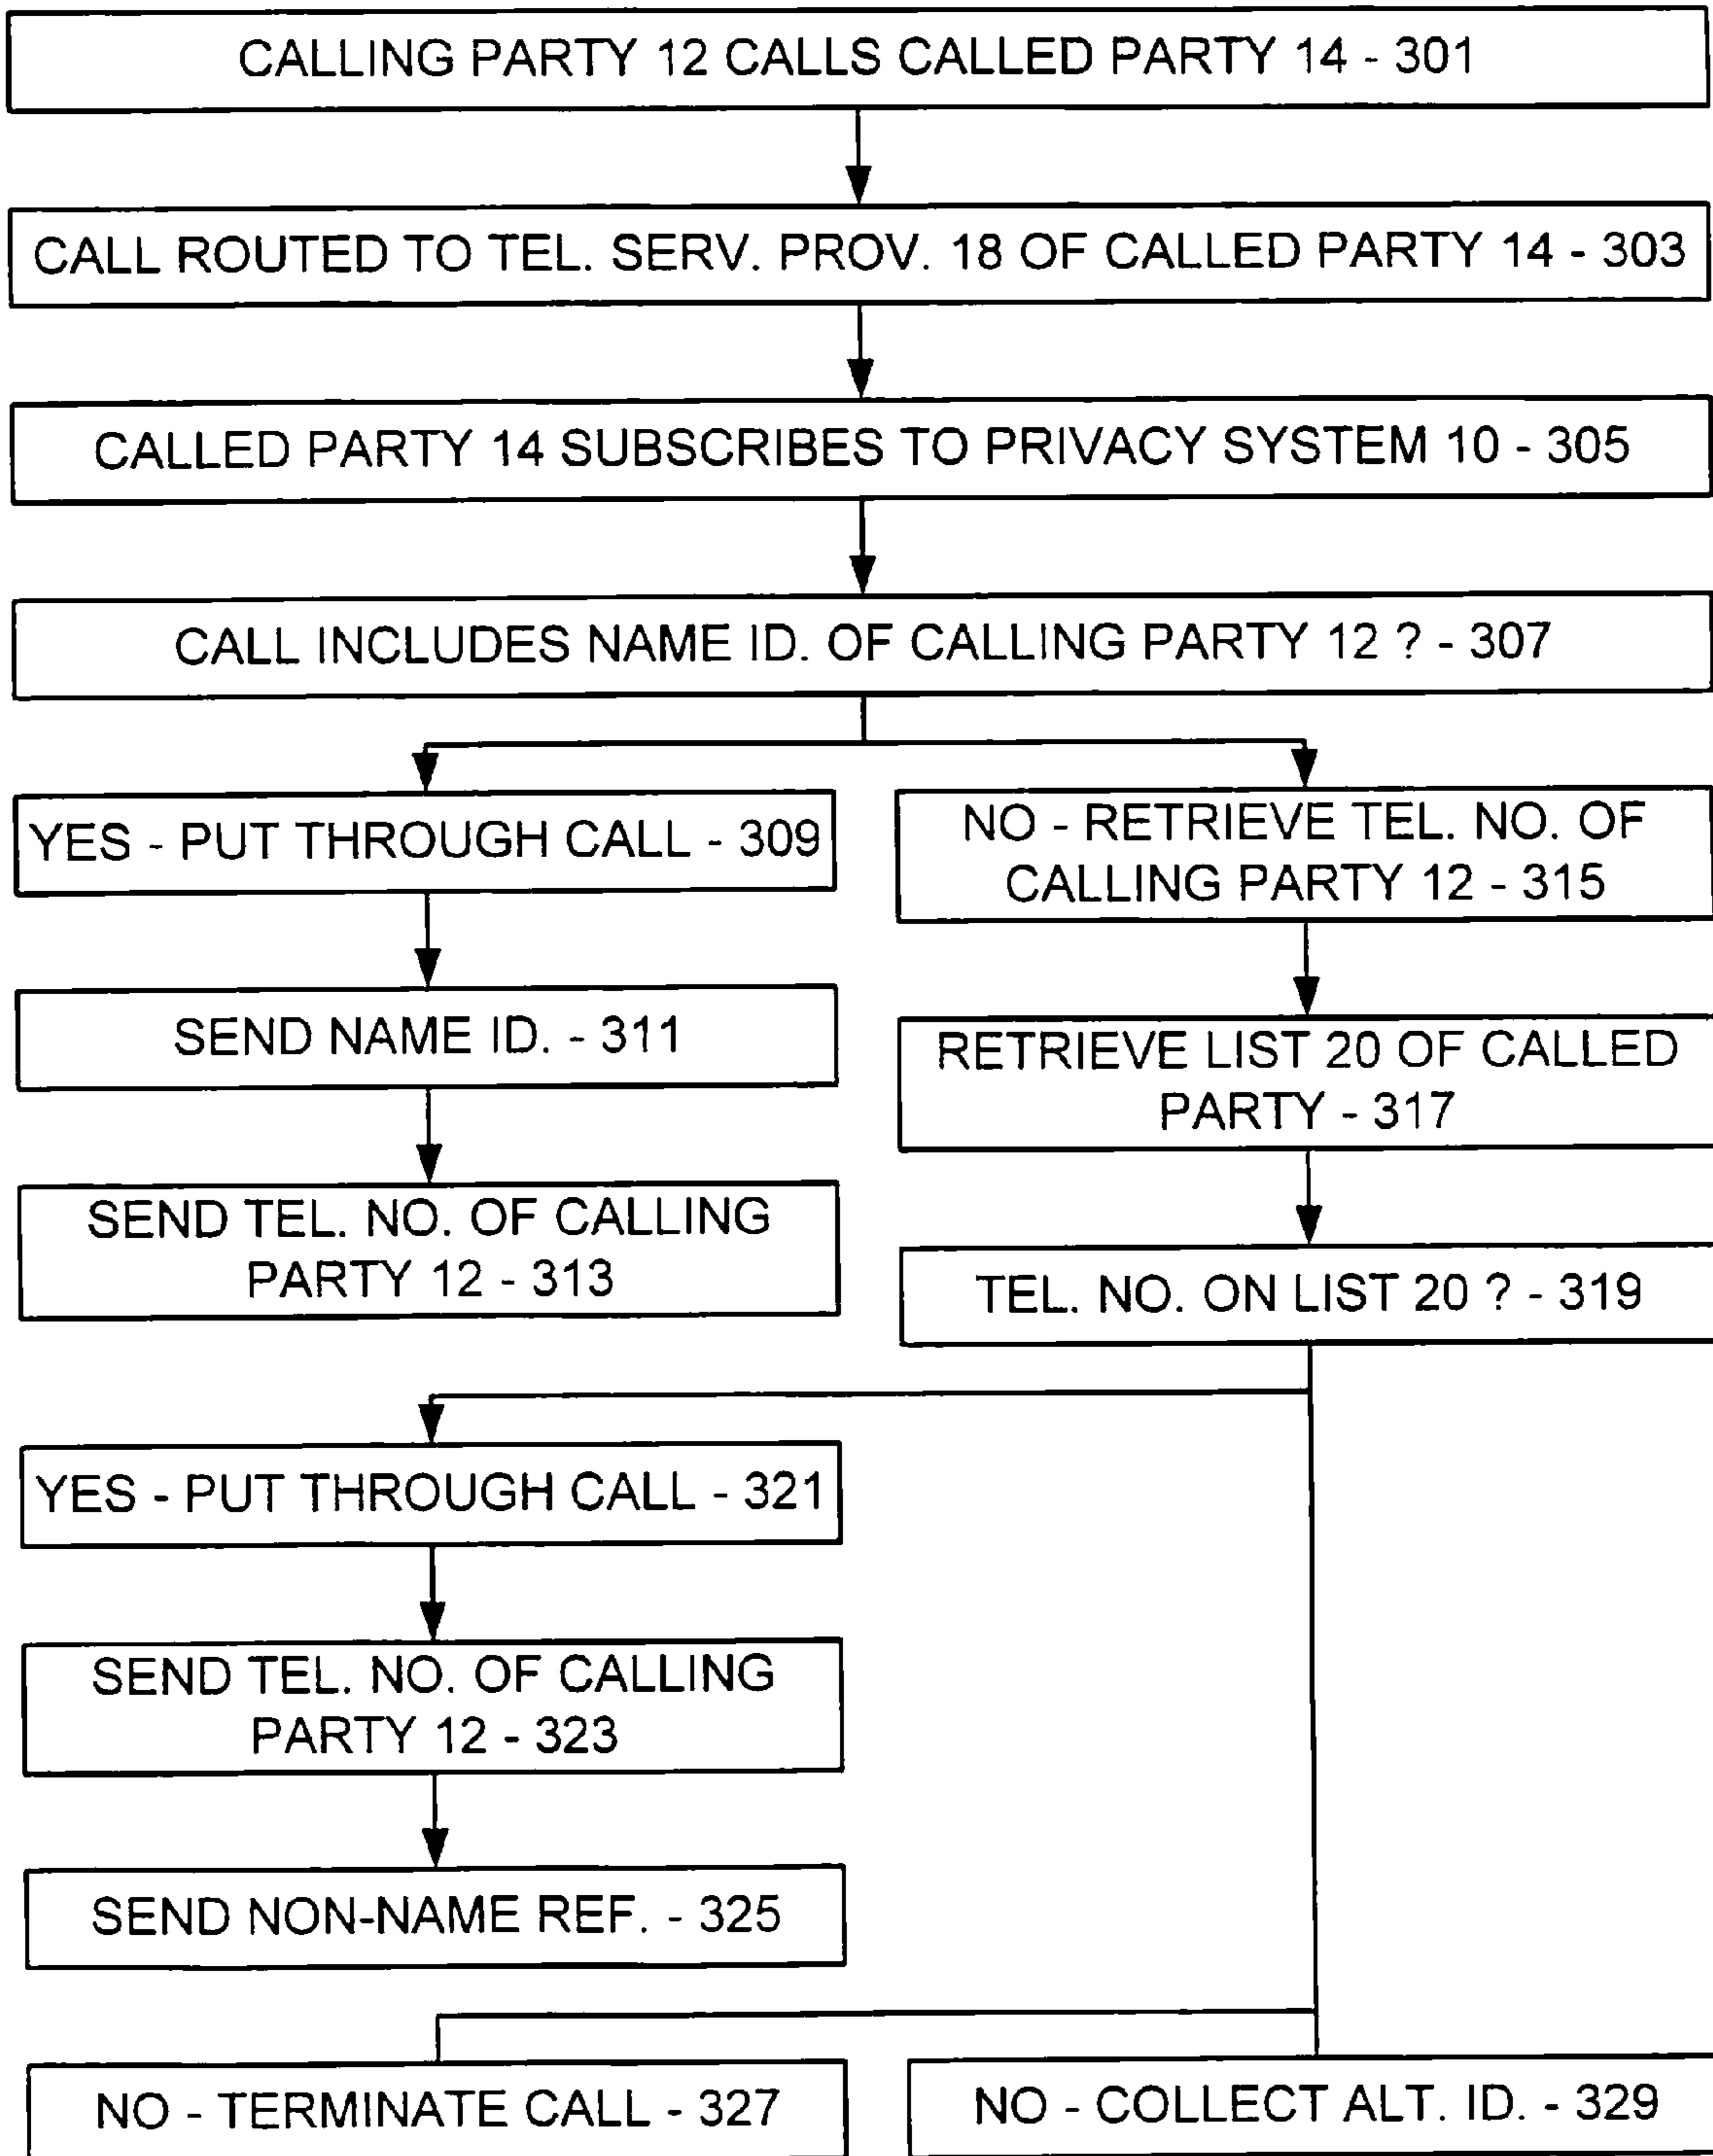 CALLING PARTY 12 CALLS CALLED PARTY 14 - 301
CALL ROUTED TO TEL. SERV. PROV. 18 OF CALLED PARTY 14 - 303
CALLED PARTY 14 SUBSCRIBES TO PRIVACY SYSTEM 10 - 305
CALL INCLUDES NAME ID. OF CALLING PARTY 12 ? - 307
YES - PUT THROUGH CALL - 309
SEND NAME ID. - 311
SEND TEL. NO. OF CALLING
PARTY 12 - 313
NO - RETRIEVE TEL. NO. OF
CALLING PARTY 12 - 315
RETRIEVE LIST 20 OF CALLED
PARTY - 317
TEL. NO. ON LIST 20 ? - 319
YES - PUT THROUGH CALL - 321
SEND TEL. NO. OF CALLING
PARTY 12 - 323
SEND NON-NAME REF. - 325
NO - TERMINATE CALL - 327
NO - COLLECT ALT. ID. - 329